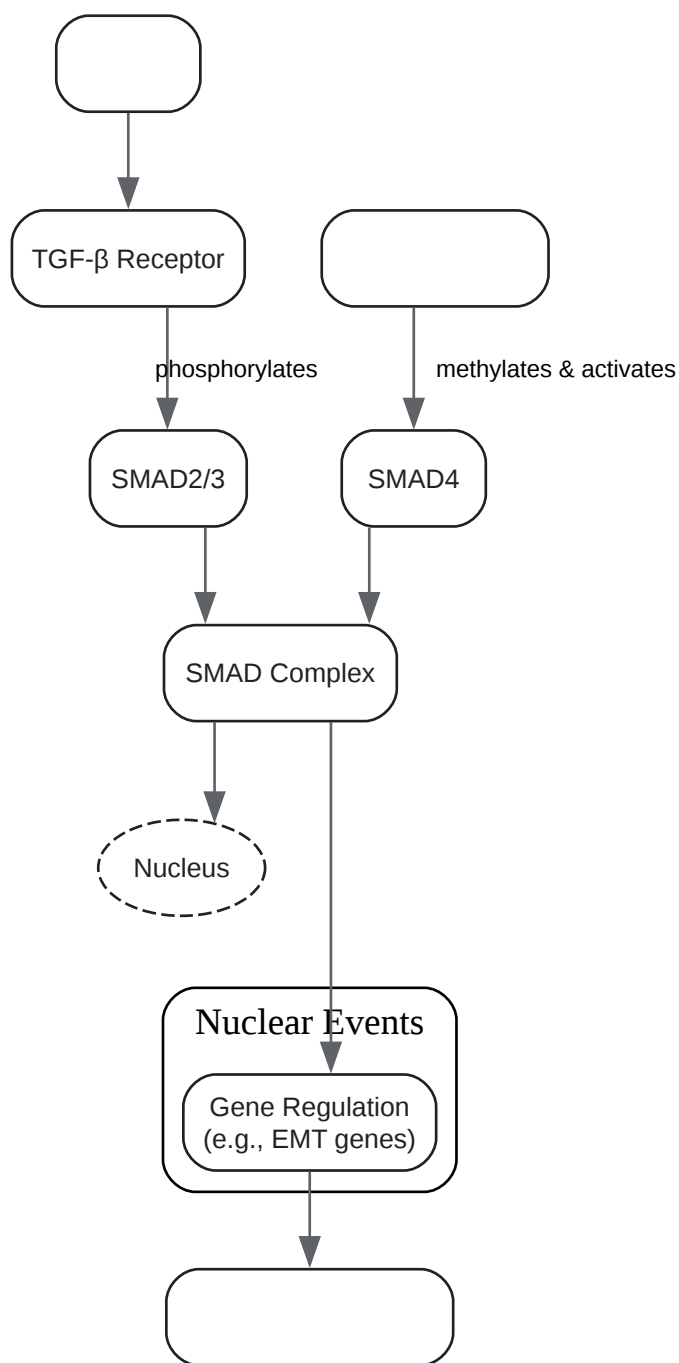 TGF-β Receptor
phosphorylates
methylates & activates
SMAD2/3
SMAD4
SMAD Complex
Nucleus
Nuclear Events
Gene Regulation
(e.g., EMT genes)